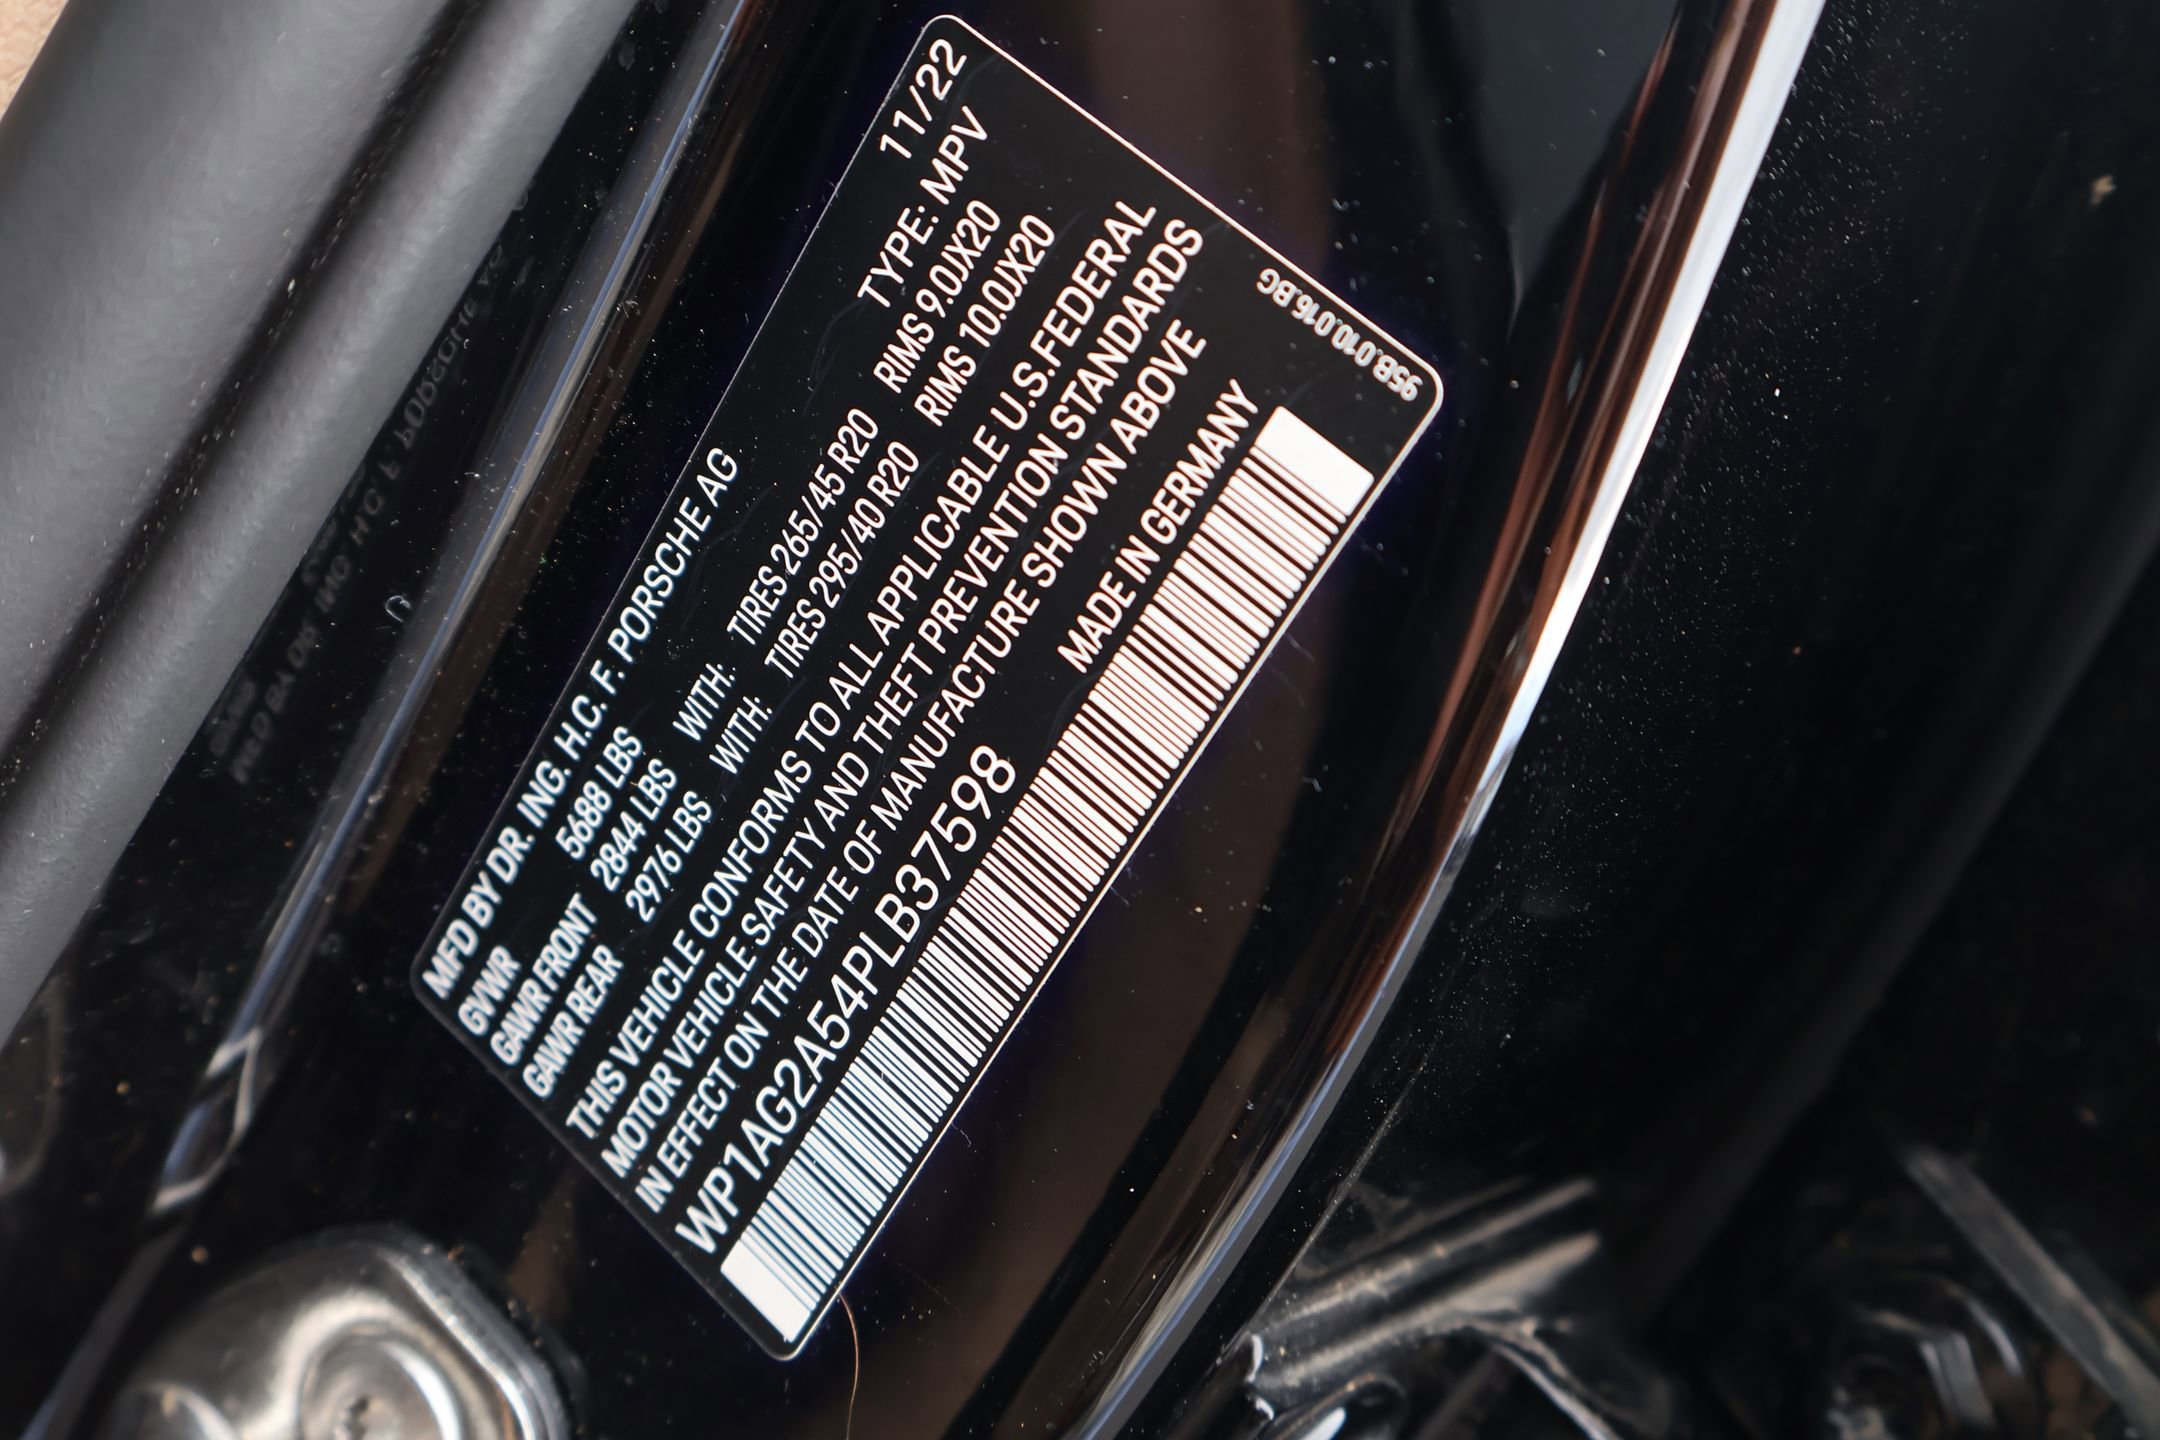 MFD BY DR. ING. H.C. F. PORSCHE AG 11/22
GVWR 5688 LBS TYPE: MPV
GAWR FRONT 2844 LBS WITH: TIRES 265/45 R20 RIMS 9.0JX20
GAWR REAR 2976 LBS WITH: TIRES 295/40 R20 RIMS 10.0JX20
THIS VEHICLE CONFORMS TO ALL APPLICABLE U.S.FEDERAL
MOTOR VEHICLE SAFETY AND THEFT PREVENTION STANDARDS
IN EFFECT ON THE DATE OF MANUFACTURE SHOWN ABOVE
WP1AG2A54PLB37598 MADE IN GERMANY
95B.010.016.BG